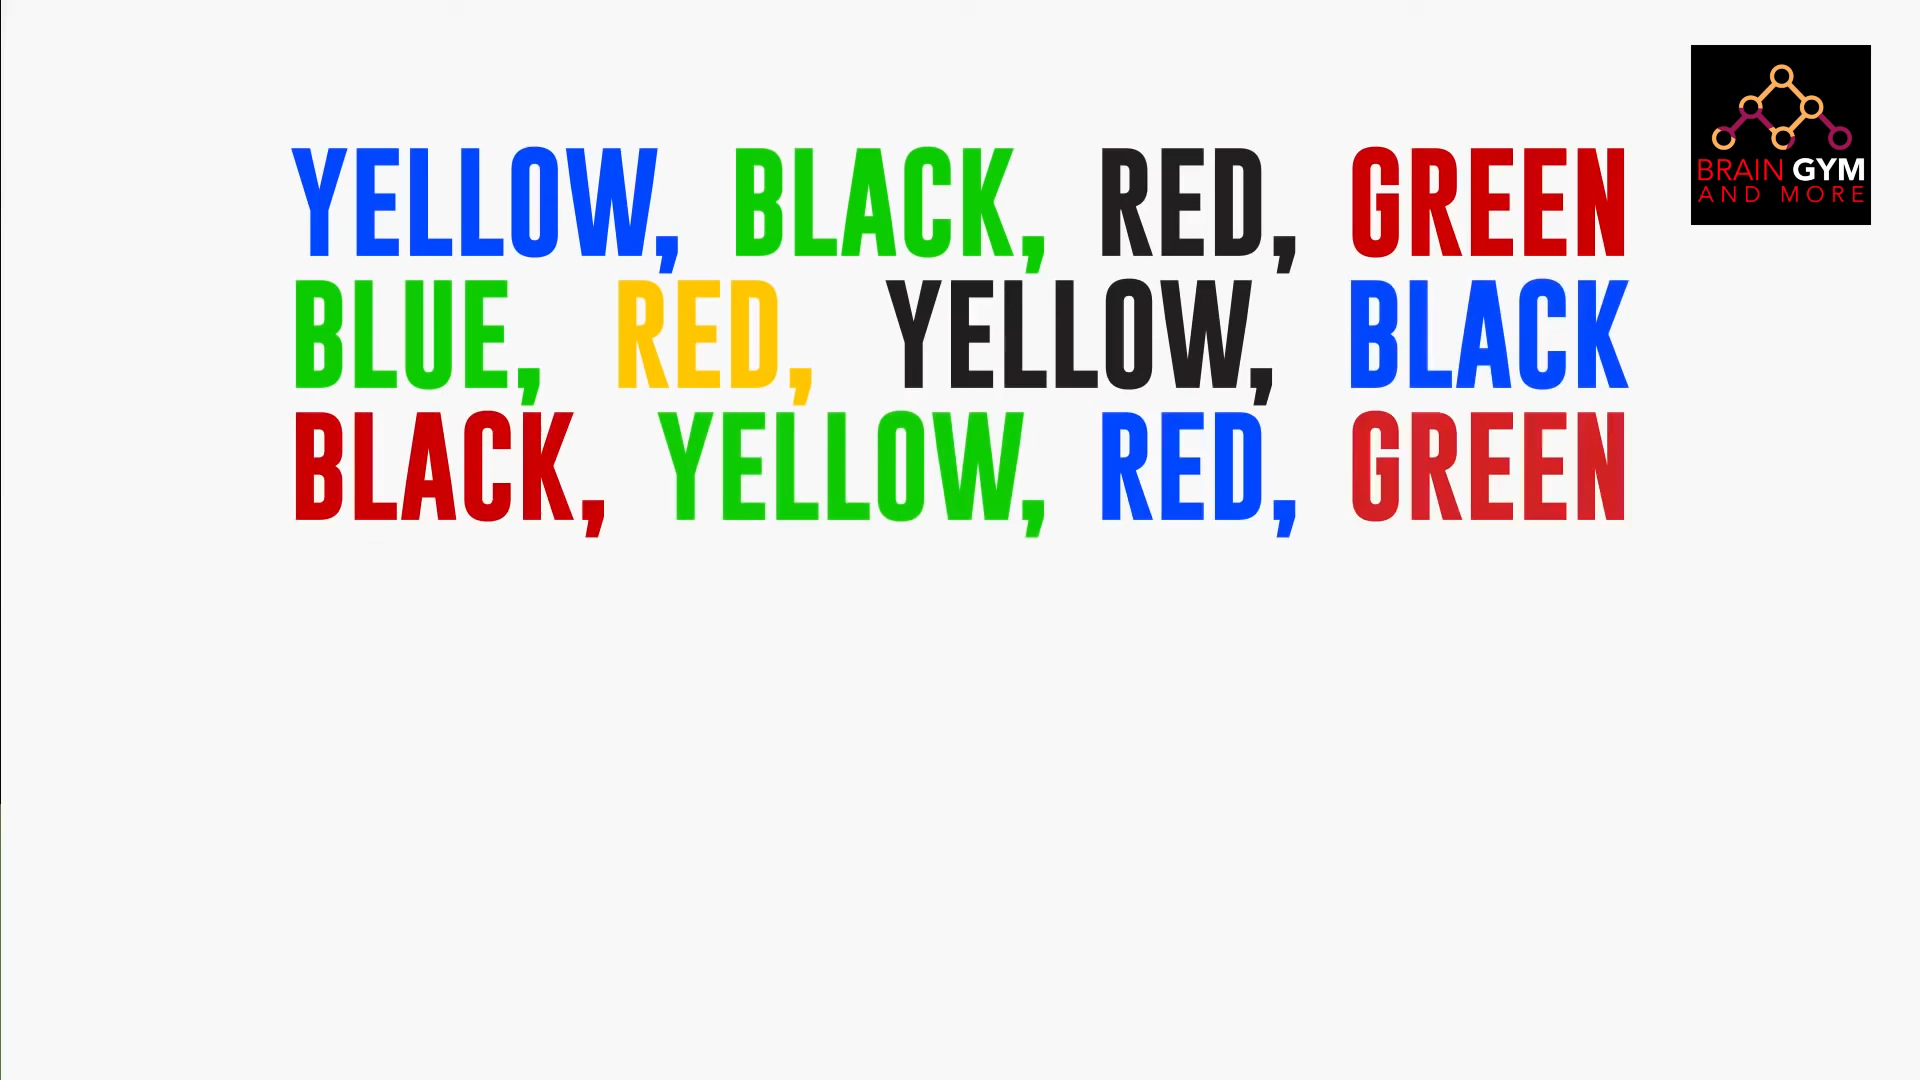 YELLOW, BLACK, RED, GREEN
BLUE, RED, YELLOW, BLACK
BLACK, YELLOW, RED, GREEN
BRAIN GYM
AND MORE